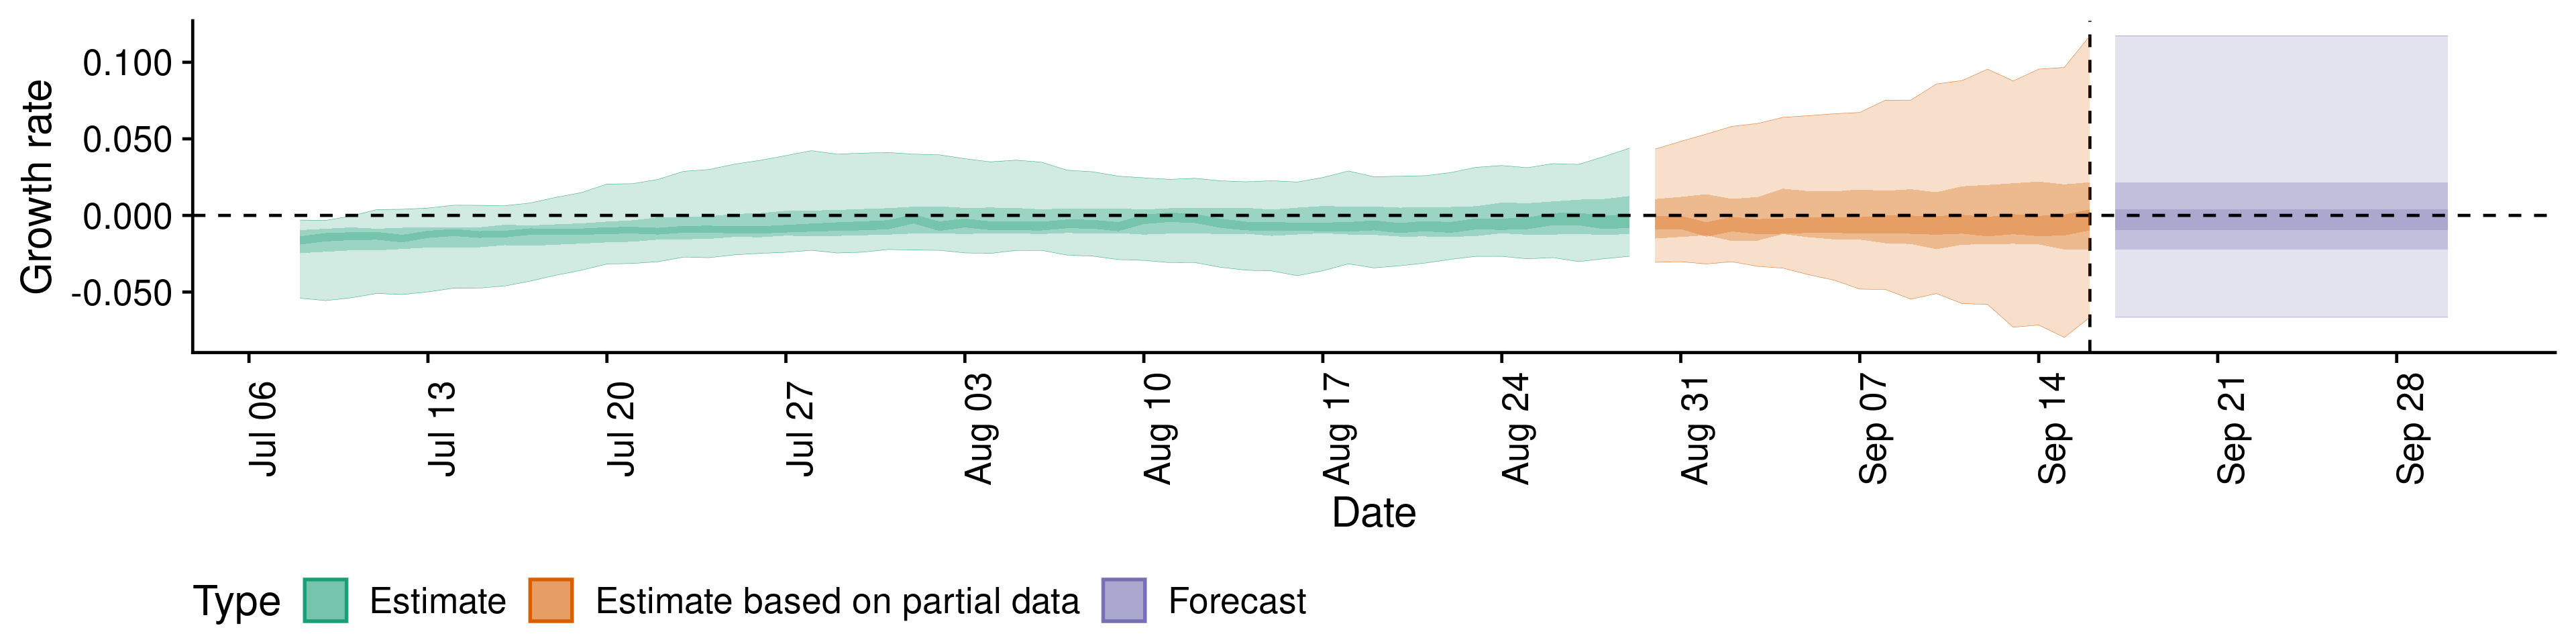 Growth rate
0.100
0.050
0.000
-0.050
Jul 06
Jul 13
Jul 20
Jul 27
Aug 03
Aug 10
Aug 17
Aug 24
Aug 31
Sep 07
Sep 14
Sep 21
Sep 28
Date
Type Estimate Estimate based on partial data Forecast